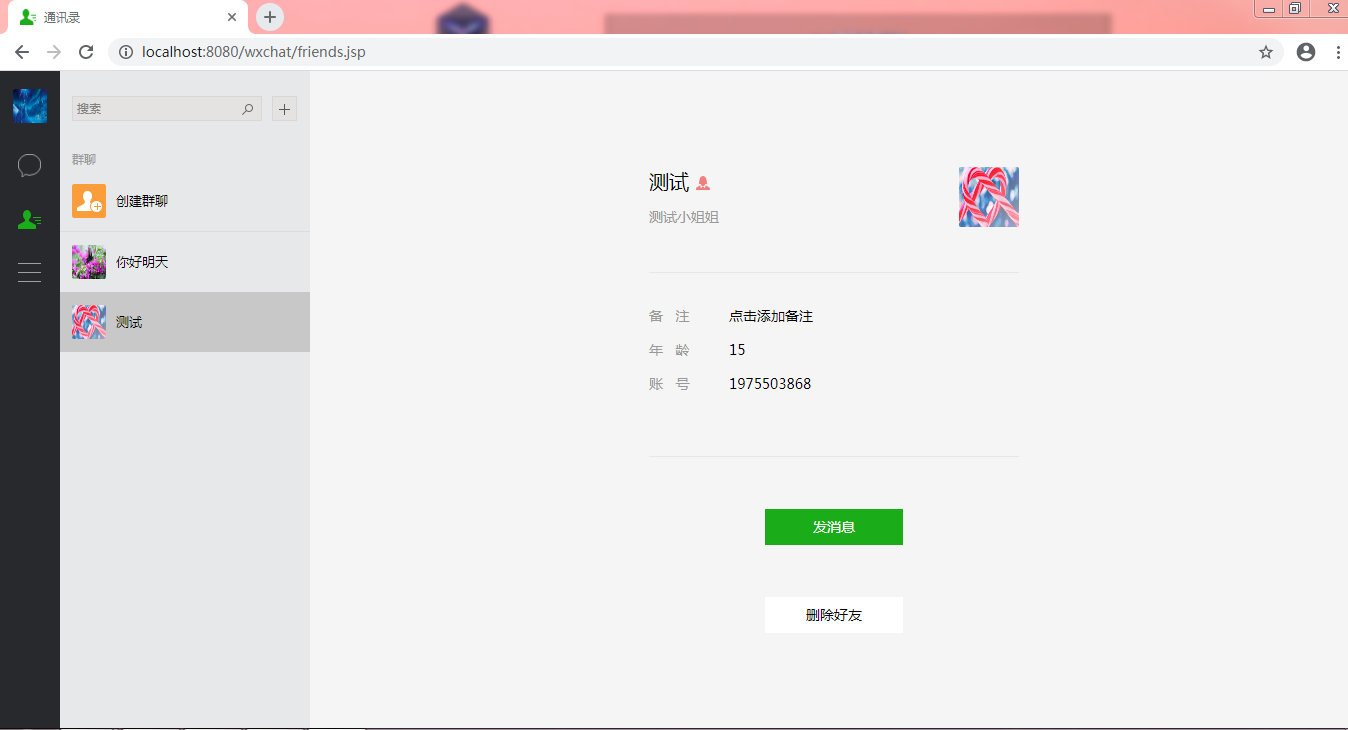 通讯录
localhost:8080/wxchat/friends.jsp
搜索
群聊
创建群聊
你好明天
测试
测试
测试小姐姐
备 注 点击添加备注
年 龄 15
账 号 1975503868
发消息
删除好友